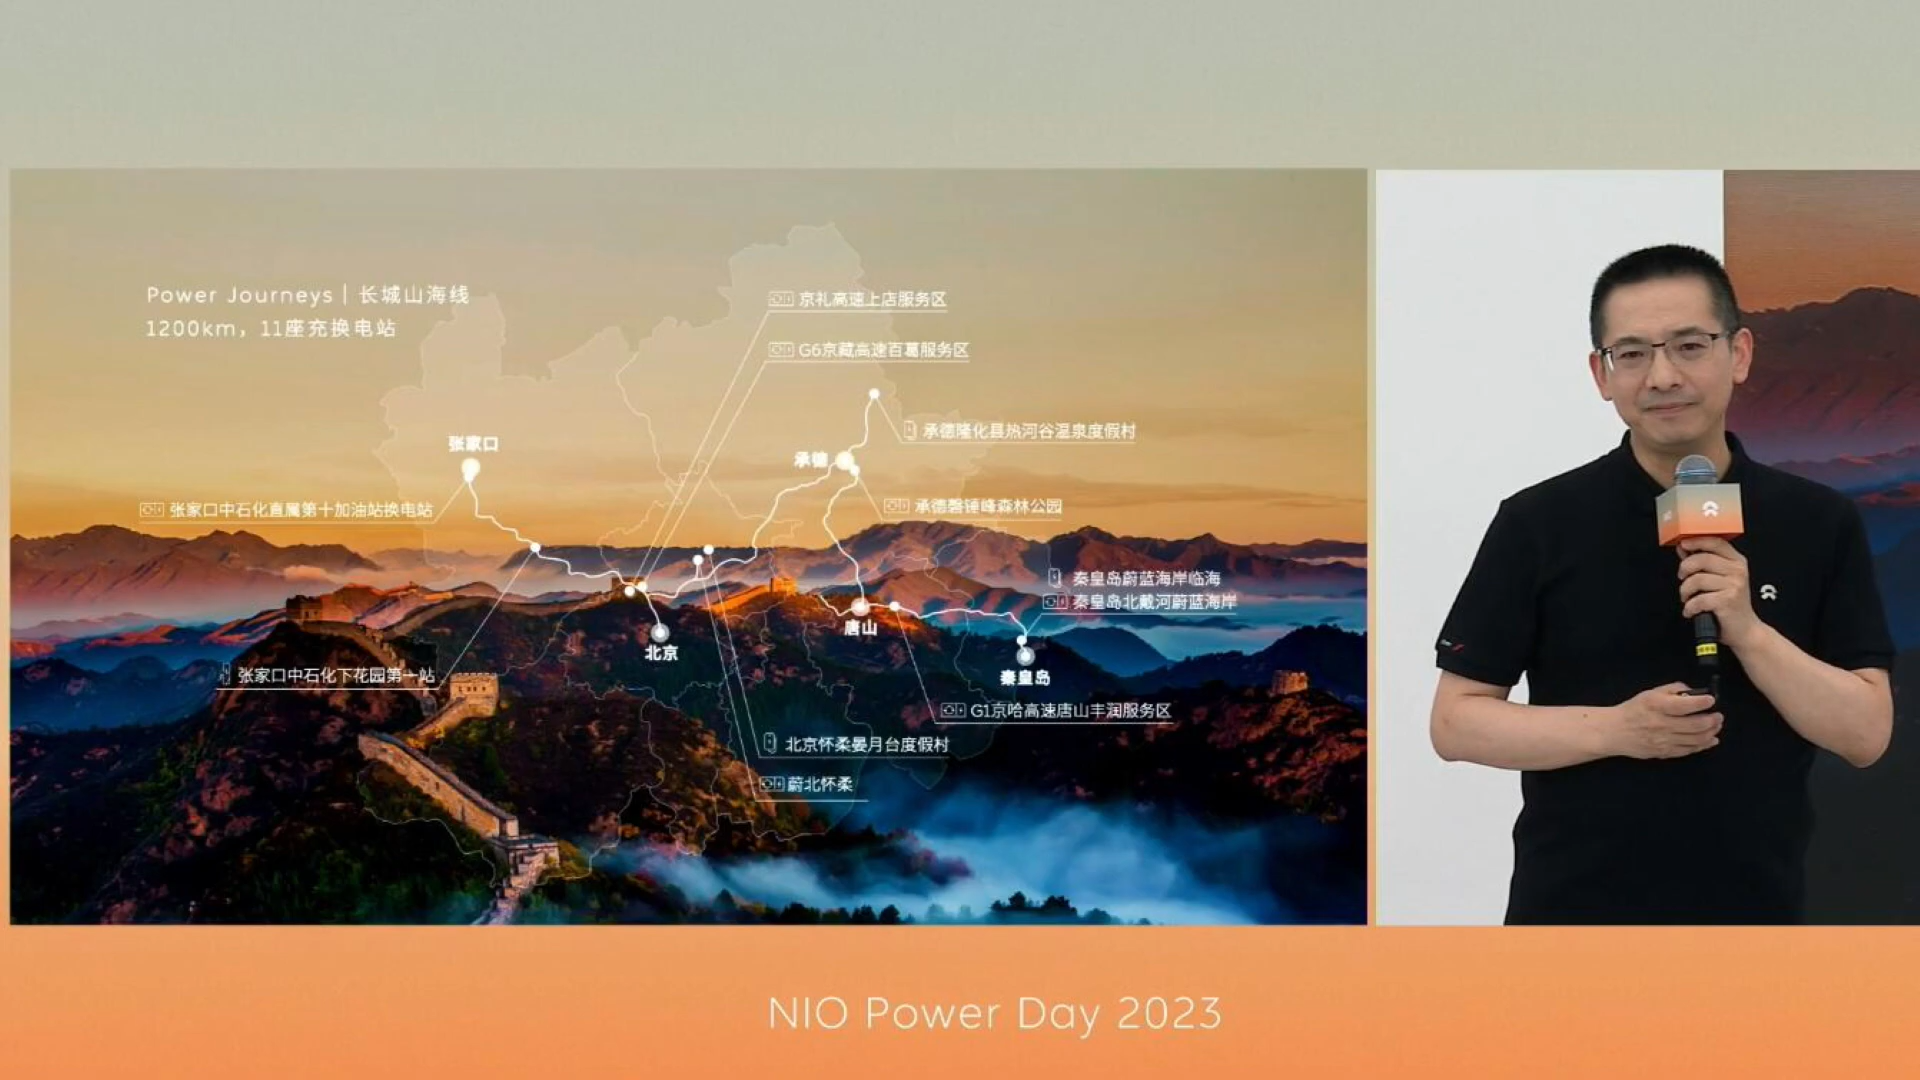 Power Journeys | 长城山海线
1200km，11座充换电站
京礼高速上店服务区
G6京藏高速百葛服务区
承德隆化县热河谷温泉度假村
张家口
承德
张家口中石化直属第十加油站换电站
承德磬锤峰森林公园
秦皇岛蔚蓝海岸临海
秦皇岛北戴河蔚蓝海岸
唐山
北京
张家口中石化下花园第一站
秦皇岛
G1京哈高速唐山丰润服务区
北京怀柔晏月台度假村
蔚北怀柔
NIO Power Day 2023